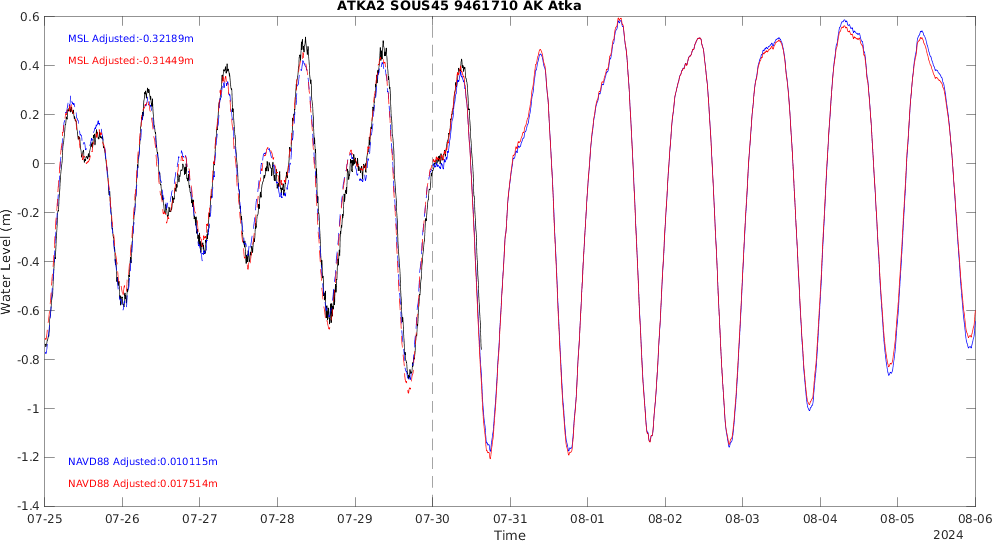 ATKA2 SOUS45 9461710 AK Atka
0.6
0.4
0.2
0
-0.2
-0.4
-0.6
-0.8
-1
-1.2
-1.4
Water Level (m)
MSL Adjusted:-0.32189m
MSL Adjusted:-0.31449m
NAVD88 Adjusted:0.010115m
NAVD88 Adjusted:0.017514m
07-25 07-26 07-27 07-28 07-29 07-30 07-31 08-01 08-02 08-03 08-04 08-05 08-06
Time
2024